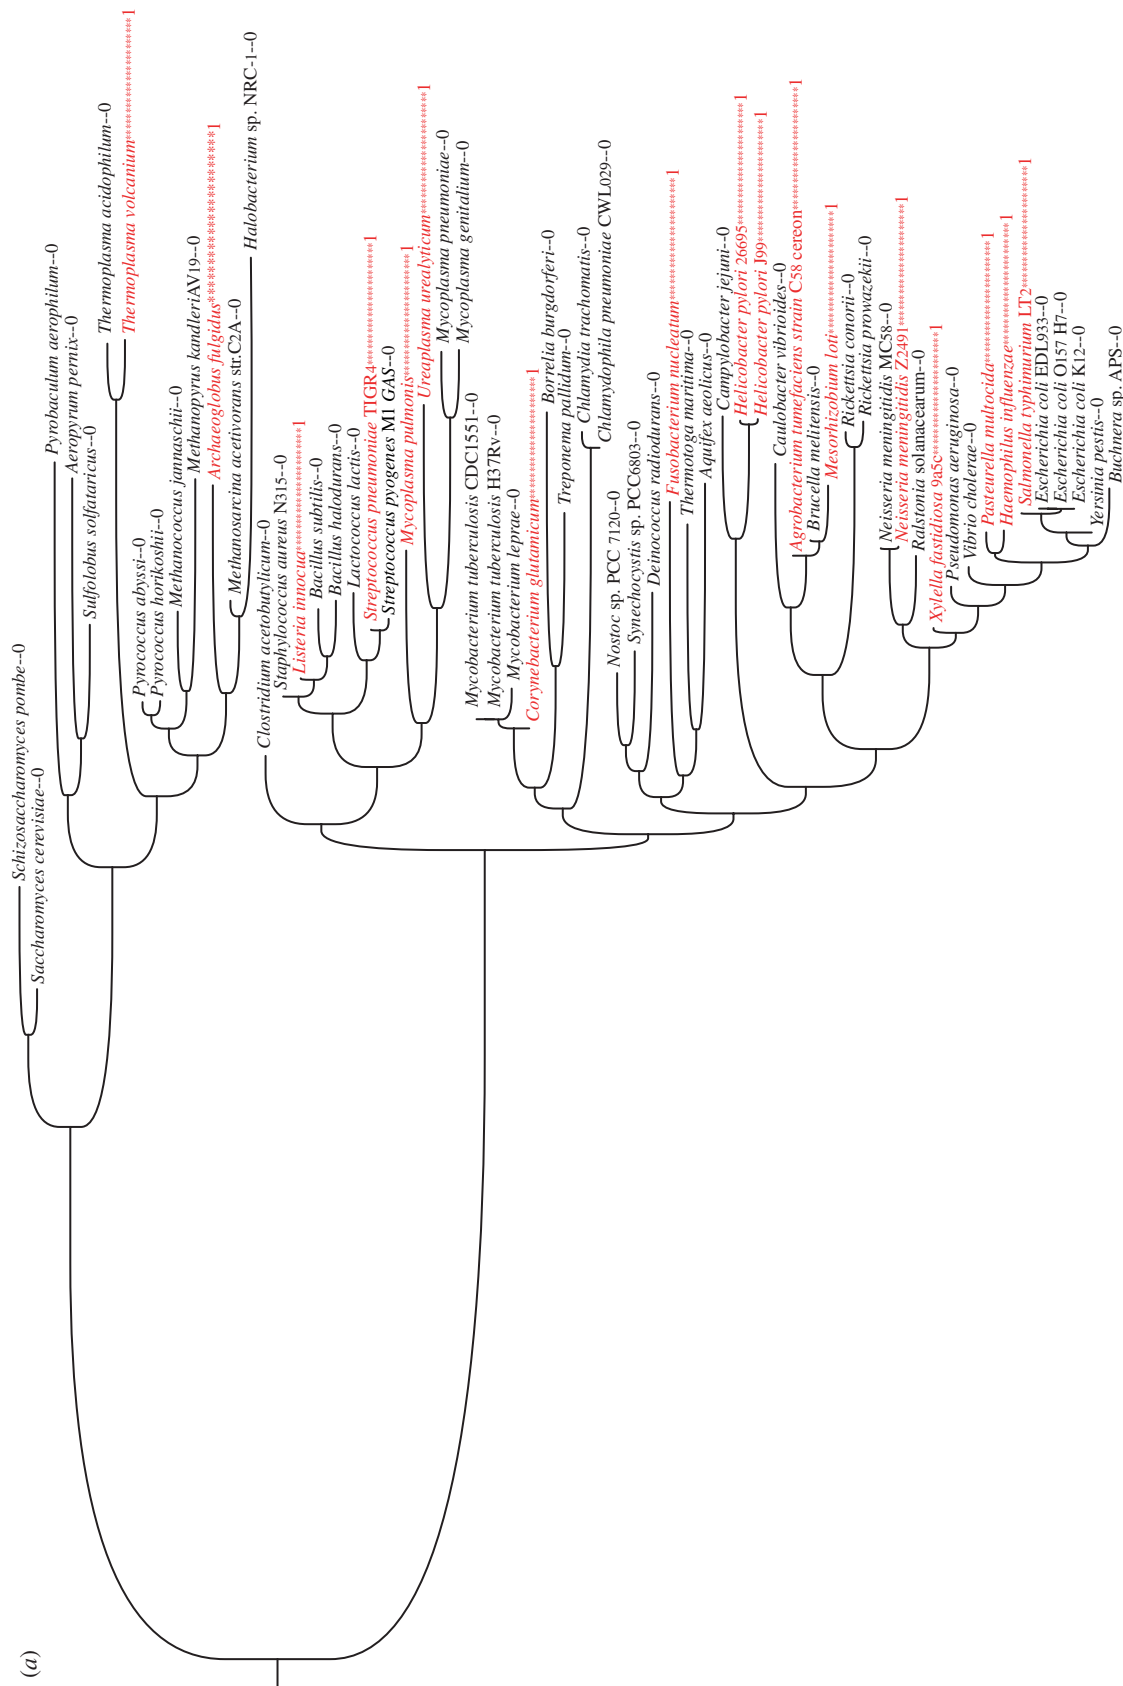 (a)
Schizosaccharomyces pombe--0
Saccharomyces cerevisiae--0
Pyrobaculum aerophilum--0
Aeropyrum pernix--0
Sulfolobus solfataricus--0
Thermoplasma acidophilum--0
Thermoplasma volcanium**********************1
Pyrococcus abyssi--0
Pyrococcus horikoshii--0
Methanococcus jannaschii--0
Methanopyrus kandleriAV19--0
Archaeoglobus fulgidus**********************1
Methanosarcina acetivorans str.C2A--0
Halobacterium sp. NRC-1--0
Clostridium acetobutylicum--0
Staphylococcus aureus N315--0
Listeria innocua**********************1
Bacillus subtilis--0
Bacillus halodurans--0
Lactococcus lactis--0
Streptococcus pneumoniae TIGR4**********************1
Streptococcus pyogenes M1 GAS--0
Mycoplasma pulmonis**********************1
Ureaplasma urealyticum**********************1
Mycoplasma pneumoniae--0
Mycoplasma genitalium--0
Mycobacterium tuberculosis CDC1551--0
Mycobacterium tuberculosis H37Rv--0
Mycobacterium leprae--0
Corynebacterium glutamicum**********************1
Borrelia burgdorferi--0
Treponema pallidum--0
Chlamydia trachomatis--0
Chlamydophila pneumoniae CWL029--0
Nostoc sp. PCC 7120--0
Synechocystis sp. PCC6803--0
Deinococcus radiodurans--0
Fusobacterium nucleatum**********************1
Thermotoga maritima--0
Aquifex aeolicus--0
Campylobacter jejuni--0
Helicobacter pylori 26695**********************1
Helicobacter pylori J99**********************1
Caulobacter vibrioides--0
Agrobacterium tumefaciens strain C58 cereon**********************1
Brucella melitensis--0
Mesorhizobium loti**********************1
Rickettsia conorii--0
Rickettsia prowazekii--0
Neisseria meningitidis MC58--0
Neisseria meningitidis Z2491**********************1
Ralstonia solanacearum--0
Xylella fastidiosa 9a5c**********************1
Pseudomonas aeruginosa--0
Vibrio cholerae--0
Pasteurella multocida**********************1
Haemophilus influenzae**********************1
Salmonella typhimurium LT2**********************1
Escherichia coli EDL933--0
Escherichia coli O157 H7--0
Escherichia coli K12--0
Yersinia pestis--0
Buchnera sp. APS--0